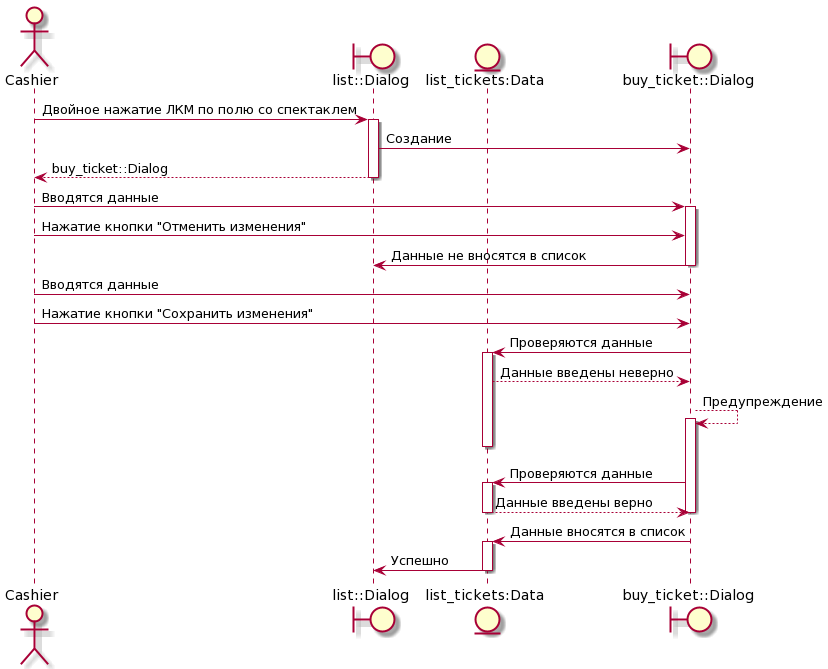 Cashier
list::Dialog
list_tickets:Data
buy_ticket::Dialog
Двойное нажатие ЛКМ по полю со спектаклем
Создание
buy_ticket::Dialog
Вводятся данные
Нажатие кнопки "Отменить изменения"
Данные не вносятся в список
Вводятся данные
Нажатие кнопки "Сохранить изменения"
Проверяются данные
Данные введены неверно
Предупреждение
Проверяются данные
Данные введены верно
Данные вносятся в список
Успешно
Cashier
list::Dialog
list_tickets:Data
buy_ticket::Dialog